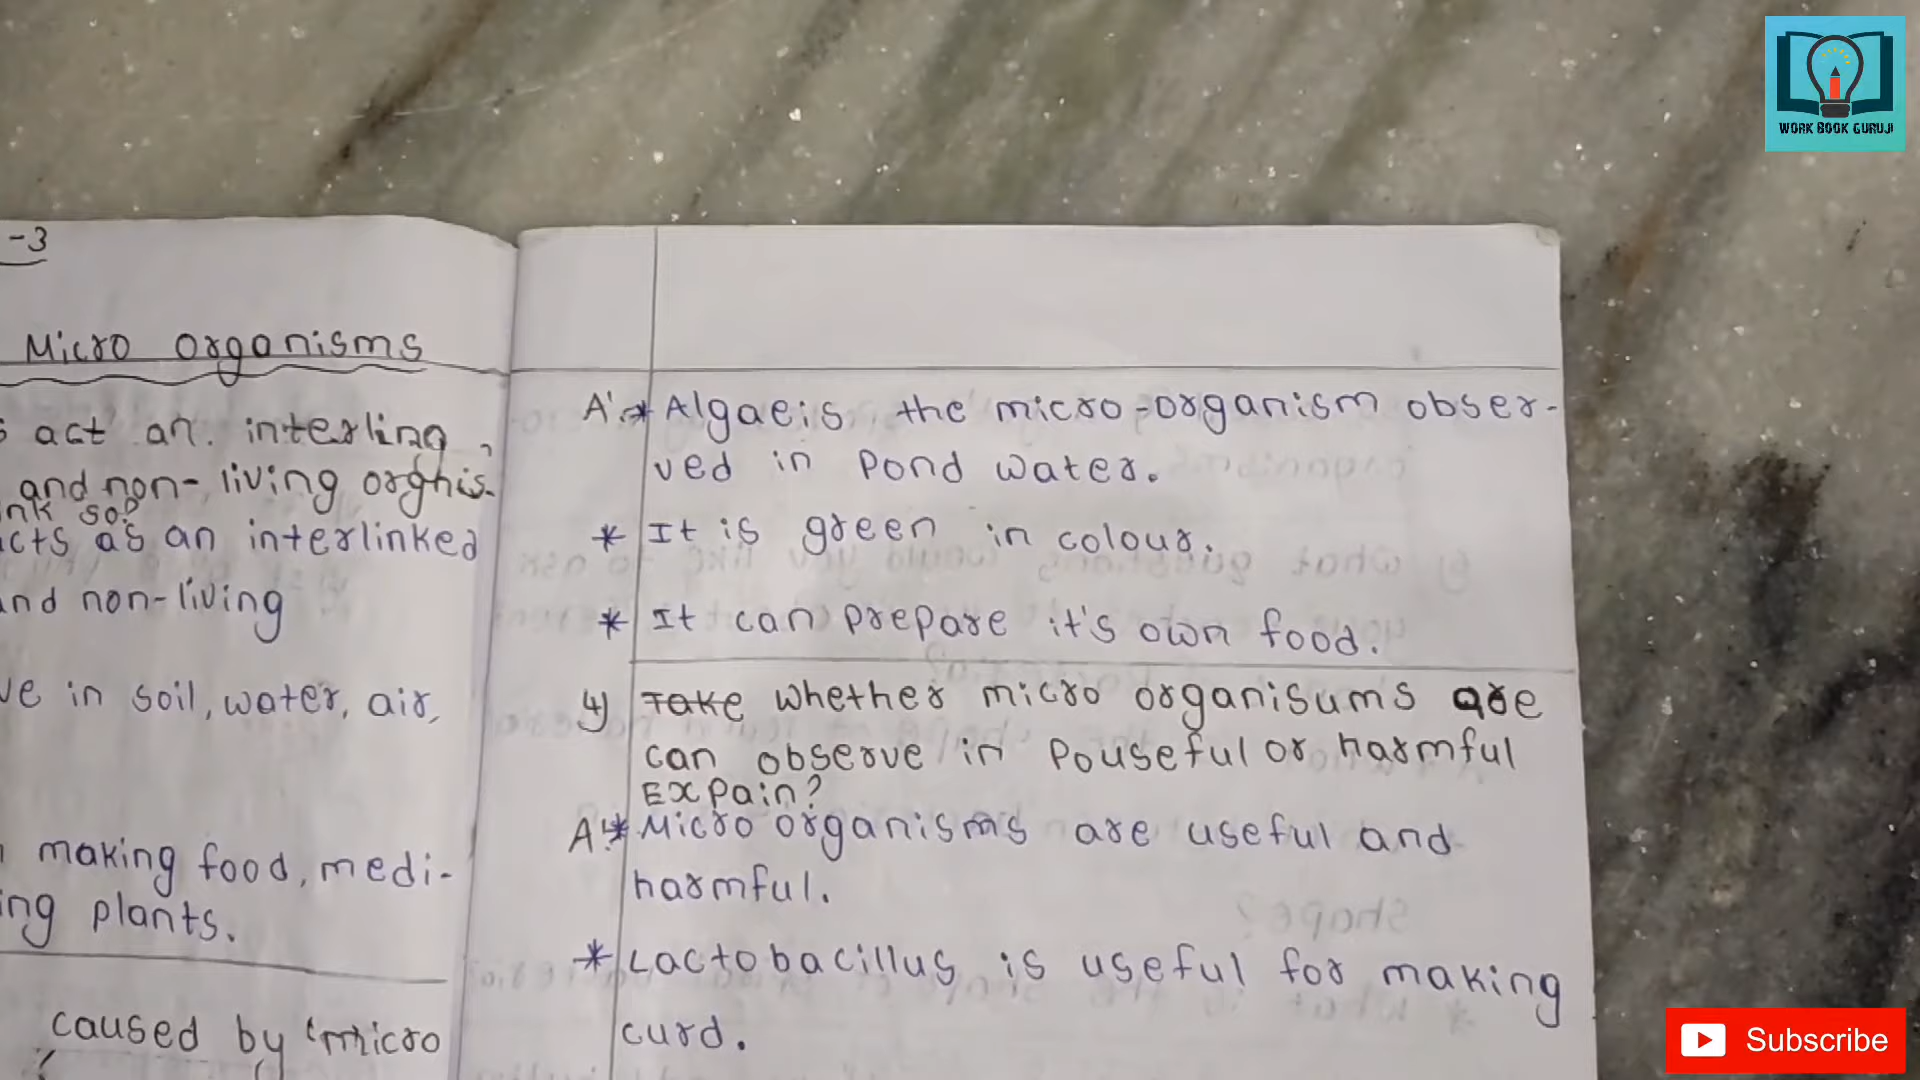 WORK BOOK GURUJI
-3
Micro organisms
s act an interling,
and non-living orghis-
nk so?
acts as an interlinked
and non-living
ve in soil, water, air,
making food, medi-
ing plants.
caused by micro
A. * Algae is the micro-organism obser-
ved in pond water.
* It is green in colour.
* It can prepare it's own food.
4) Take whether micro organisums are
can observe in Pouseful or harmful
Expain?
A. * Micro organisms are useful and
harmful.
* Lactobacillus is useful for making
curd.
Subscribe